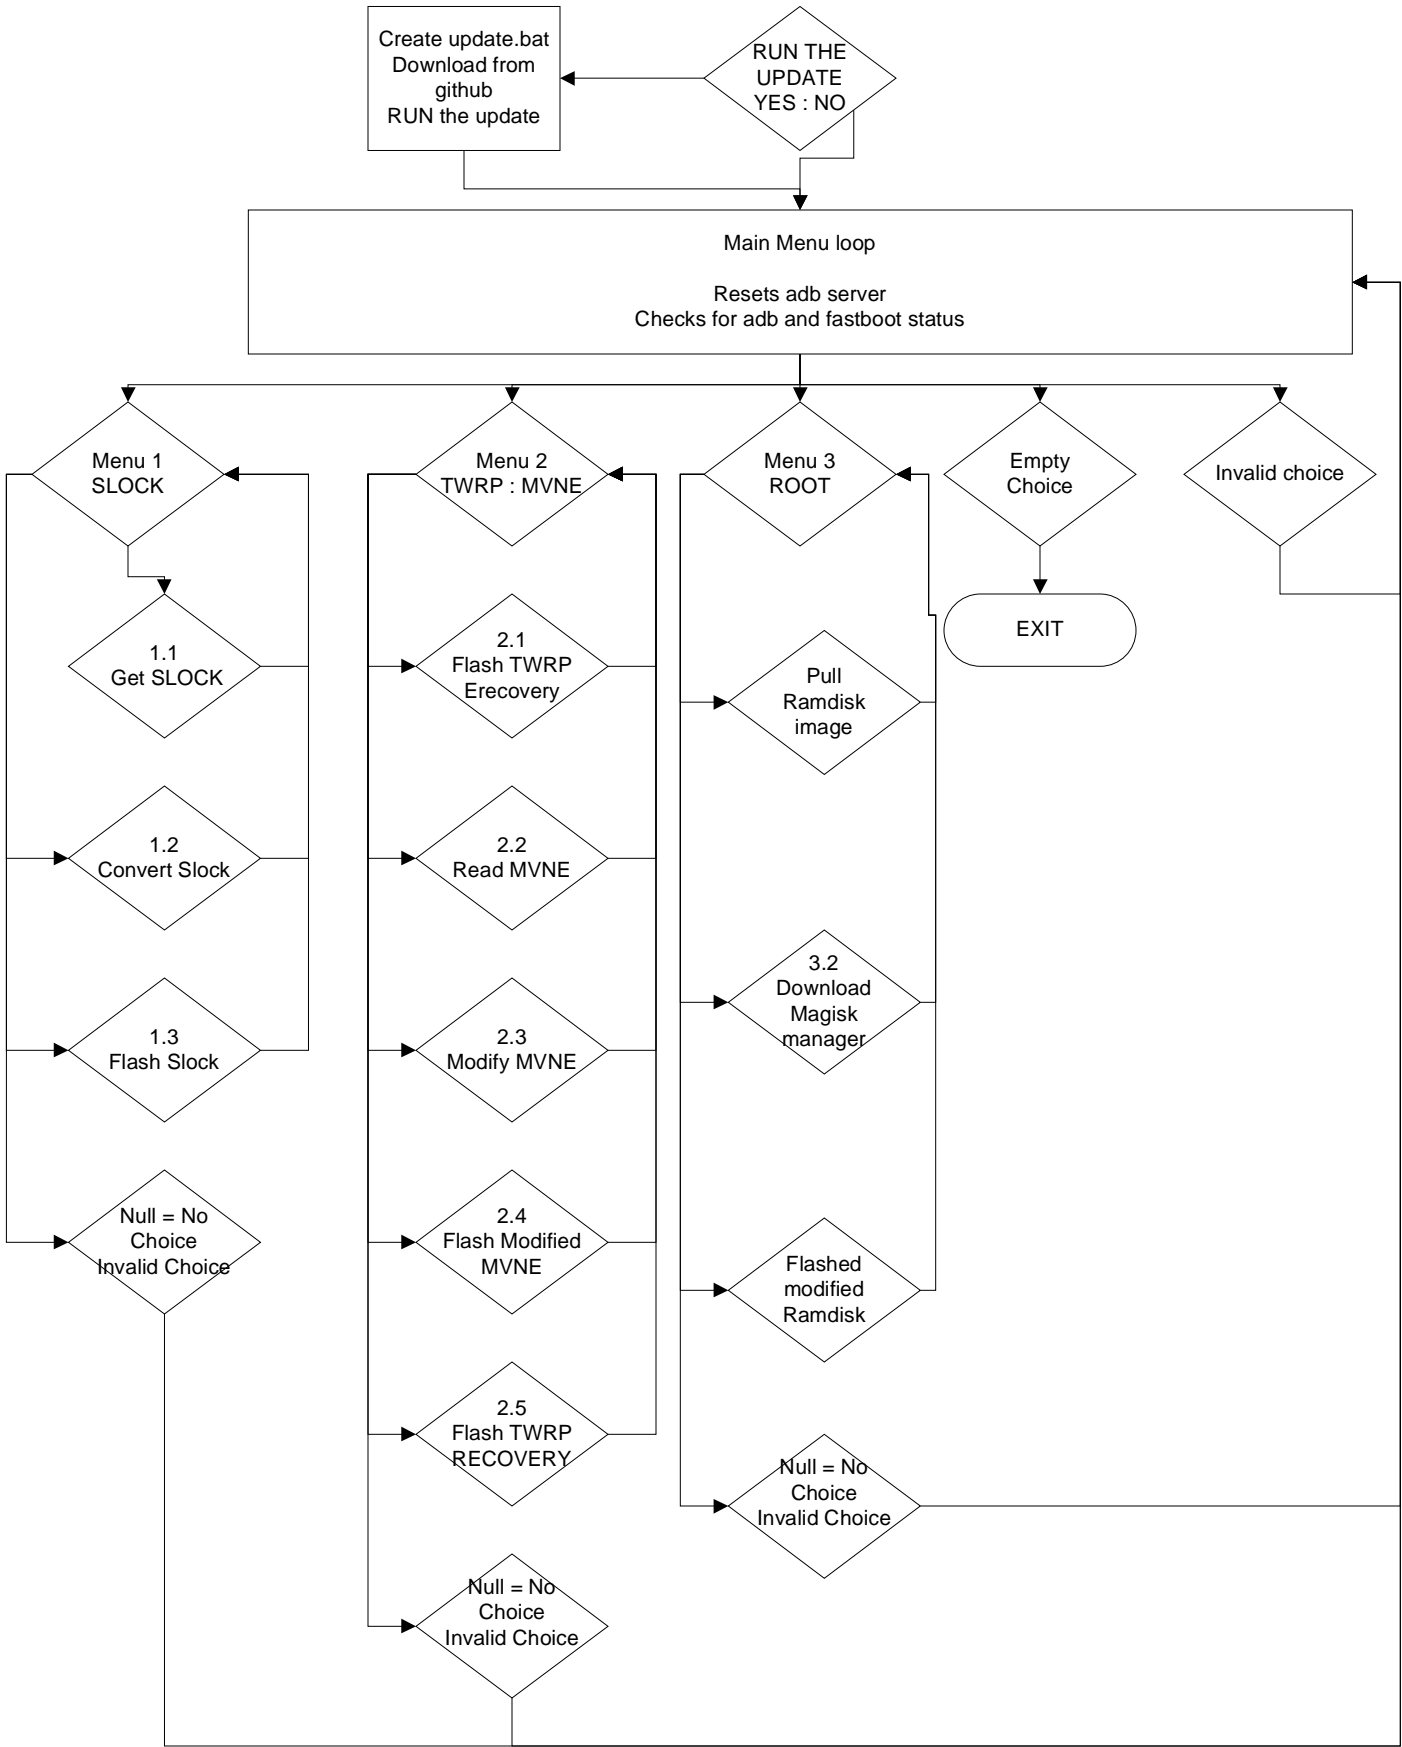 Create update.bat
Download from
github
RUN the update
RUN THE
UPDATE
YES : NO
Main Menu loop
Resets adb server
Checks for adb and fastboot status
Menu 1
SLOCK
Menu 2
TWRP : MVNE
Menu 3
ROOT
Empty
Choice
Invalid choice
EXIT
1.1
Get SLOCK
1.2
Convert Slock
1.3
Flash Slock
Null = No
Choice
Invalid Choice
2.1
Flash TWRP
Erecovery
2.2
Read MVNE
2.3
Modify MVNE
2.4
Flash Modified
MVNE
2.5
Flash TWRP
RECOVERY
Null = No
Choice
Invalid Choice
Pull
Ramdisk
image
3.2
Download
Magisk
manager
Flashed
modified
Ramdisk
Null = No
Choice
Invalid Choice